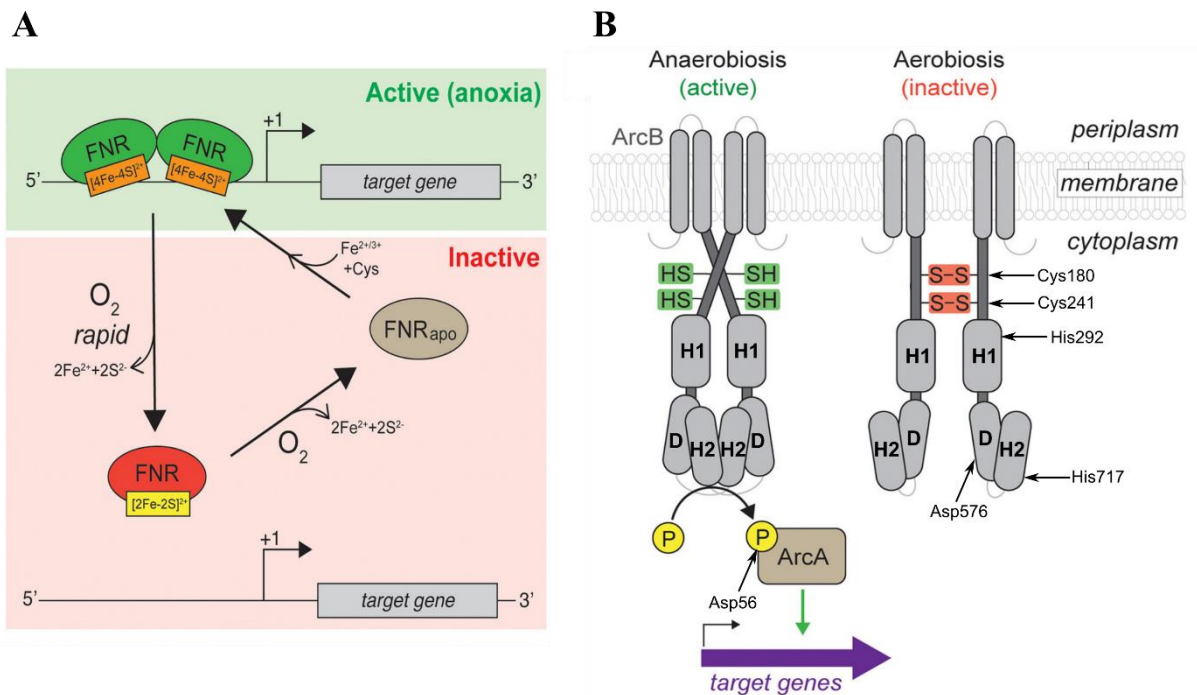 A
Active (anoxia)
FNR FNR
[4Fe-4S]²⁺ [4Fe-4S]²⁺
+1
5’ target gene 3’
Inactive
Fe²⁺/³⁺
+Cys
O₂
rapid
2Fe²⁺+2S²⁻
FNRapo
2Fe²⁺+2S²⁻
O₂
FNR
[2Fe-2S]²⁺
+1
5’ target gene 3’
B
Anaerobiosis Aerobiosis
(active) (inactive)
ArcB
periplasm
membrane
cytoplasm
HS SH S-S Cys180
HS SH S-S Cys241
H1 H1 H1 H1 His292
D H2 H2 D H2 D D H2
His717
Asp576
P P
ArcA
Asp56
target genes